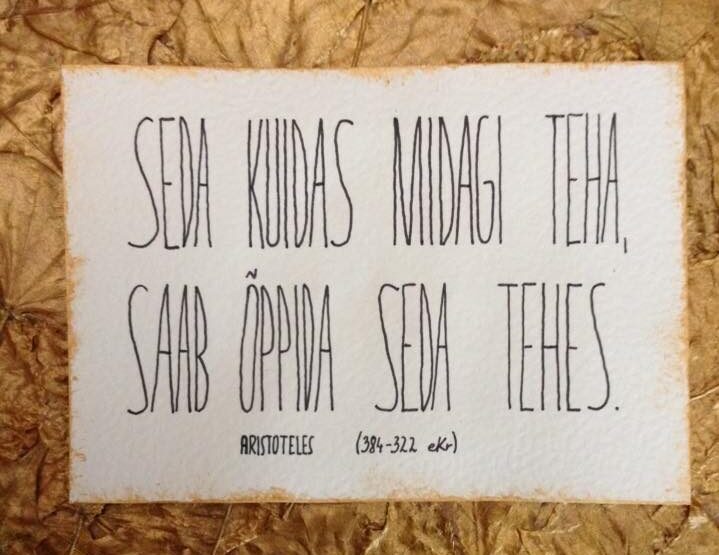 SEDA KUIDAS MIDAGI TEHA,
SAAB ÕPPIDA SEDA TEHES.
ARISTOTELES (384-322 eKr)